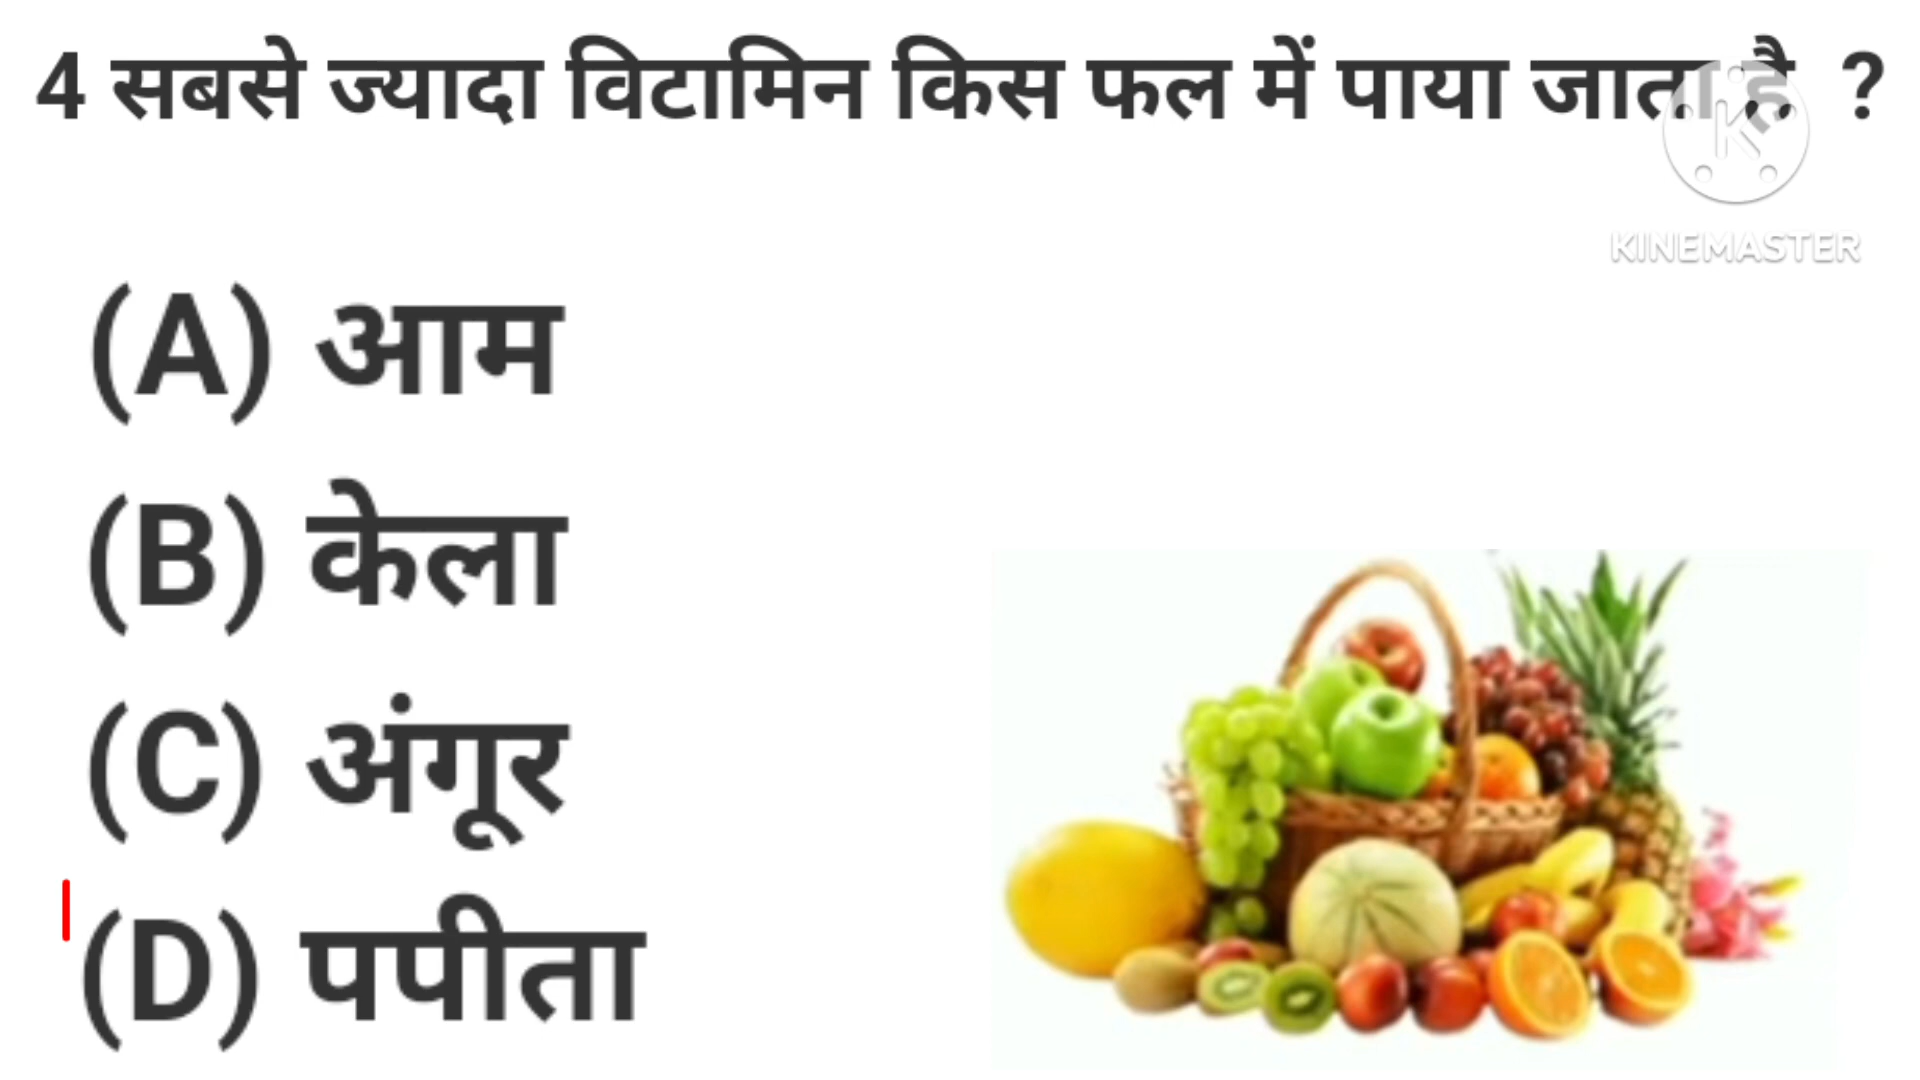 4 सबसे ज्यादा विटामिन किस फल में पाया जाता है ?
KINEMASTER
(A) आम
(B) केला
(C) अंगूर
(D) पपीता